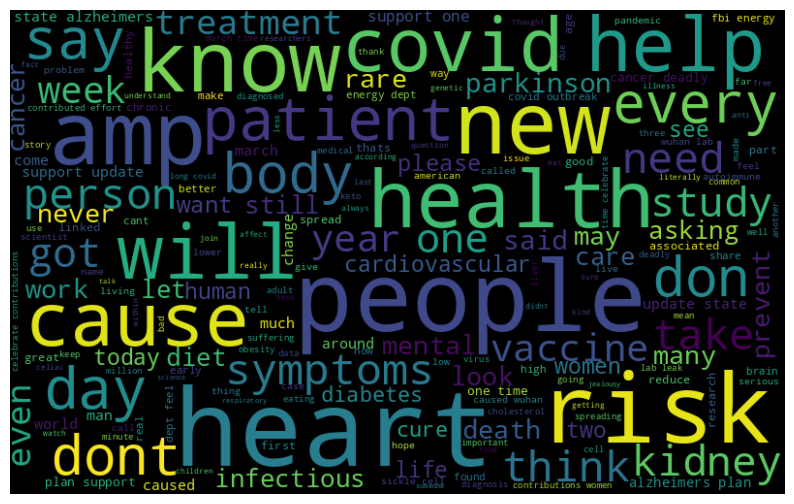 state alzheimers
support one
thought
age
pandemic
fbi energy
say
treatment
know
covid
help
march time
researchers
healthy
due
fact
problem
thank
way
week
understand
contributed effort
chronic
make
diagnosed
rare
energy dept
genetic
parkinson
covid outbreak
cancer deadly
illness
far
free
every
cancer
amp
patient
new
less
story
come
march
thats
question
according
medical
please
issue
american
eat
good
called
three
wuhan lab
see
made
part
anti
support update
long covid
last
body
keto
need
feel
person
better
want still
always
health
literally
common
autoimmune
time celebrate
study
never
cant
linked
spread
use
scientist
join
affect
lower
change
year
one
said
may
asking
associated
well
another
got
will
really
give
care
live
deadly
share
don
name
talk
work
living
let
human
adult
tell
cardiovascular
sure
update state
prevent
cause
within
bad
best
liver
people
didnt
kind
vaccine
mean
take
celebrate contributions
great
keep
today
diet
much
suffering
obesity
data
around
now
mental
look
low
virus
high
going
women
lab leak
reduce
many
brain
serious
celiac
million
early
symptoms
case
eating
diabetes
one time
jealousy
getting
spreading
research
even
day
man
science
thing
heart
cholesterol
cure
death
two
risk
world
call
real
dept feel
first
hope
important
cell
watch
minute
respiratory
food
dont
children
infectious
life
found
think
kidney
plan support
caused
sickle cell
somebod
diagnosis
contributions women
alzheimers plan
caused wuhan